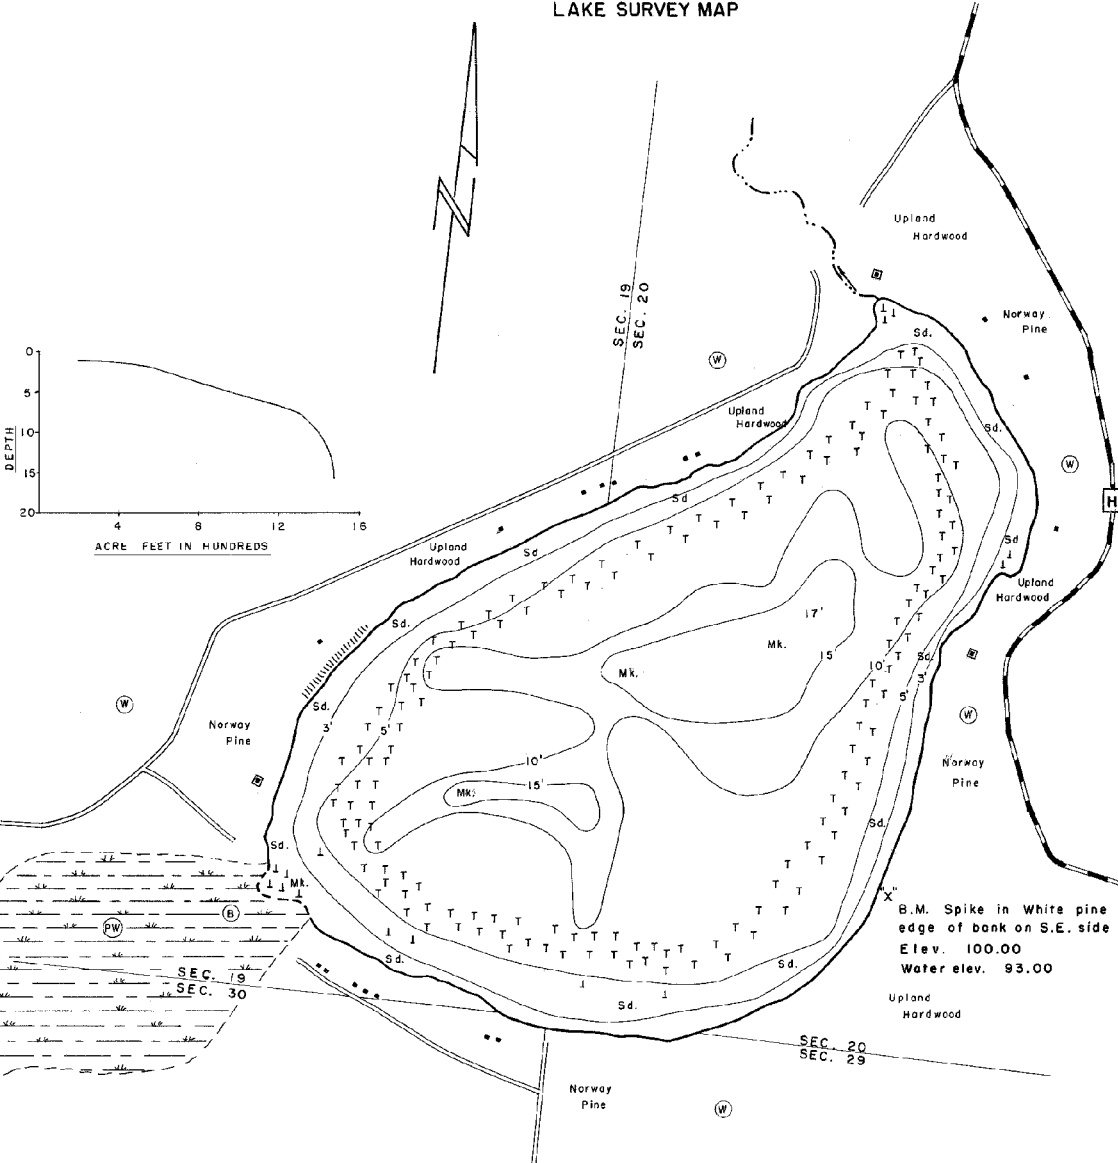 LAKE SURVEY MAP
Upland
Hardwood
SEC. 19
SEC. 20
Norway
Pine
Sd.
W
Upland
Hardwood
Sd.
W
H
0
5
10
15
20
DEPTH
4
8
12
16
ACRE FEET IN HUNDREDS
Sd
Sd
Sd
Upland
Hardwood
Upland
Hardwood
Sd.
17'
Mk.
Mk.
15
10'
Sd.
3'
5'
W
Sd.
3'
5'
W
Norway
Pine
W
Norway
Pine
10'
15'
Mk.
Sd.
Sd.
Mk.
B
PW
"X"
B.M. Spike in White pine
edge of bank on S.E. side
Elev. 100.00
Water elev. 93.00
Sd.
Sd.
SEC. 19
SEC. 30
Sd.
Upland
Hardwood
SEC. 20
SEC. 29
Norway
Pine
W
N
T